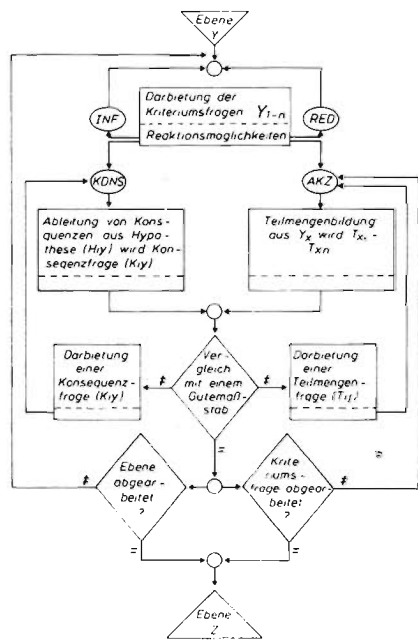 Ebene
Y
INF
Darbietung der
Kriteriumsfragen Y1-n
Reaktionsmöglichkeiten
RED
KONS
AKZ
Ableitung von Kons-
quenzen aus Hypo-
these (Hiy) wird Kon-
seqenzfrage (Kiy)
Teilmengenbildung
aus Yx wird Tx1 -
Txn
Darbietung
einer
Konsequenz-
frage (Kiy)
≠
Ver-
gleich
mit einem
Gütemaß-
stab
≠
Darbietung
einer
Teilmengen-
frage (Tij)
=
≠
Ebene
abgear-
beitet
?
Krite
riums-
frage abgear-
beitet
?
≠
=
=
Ebene
Z